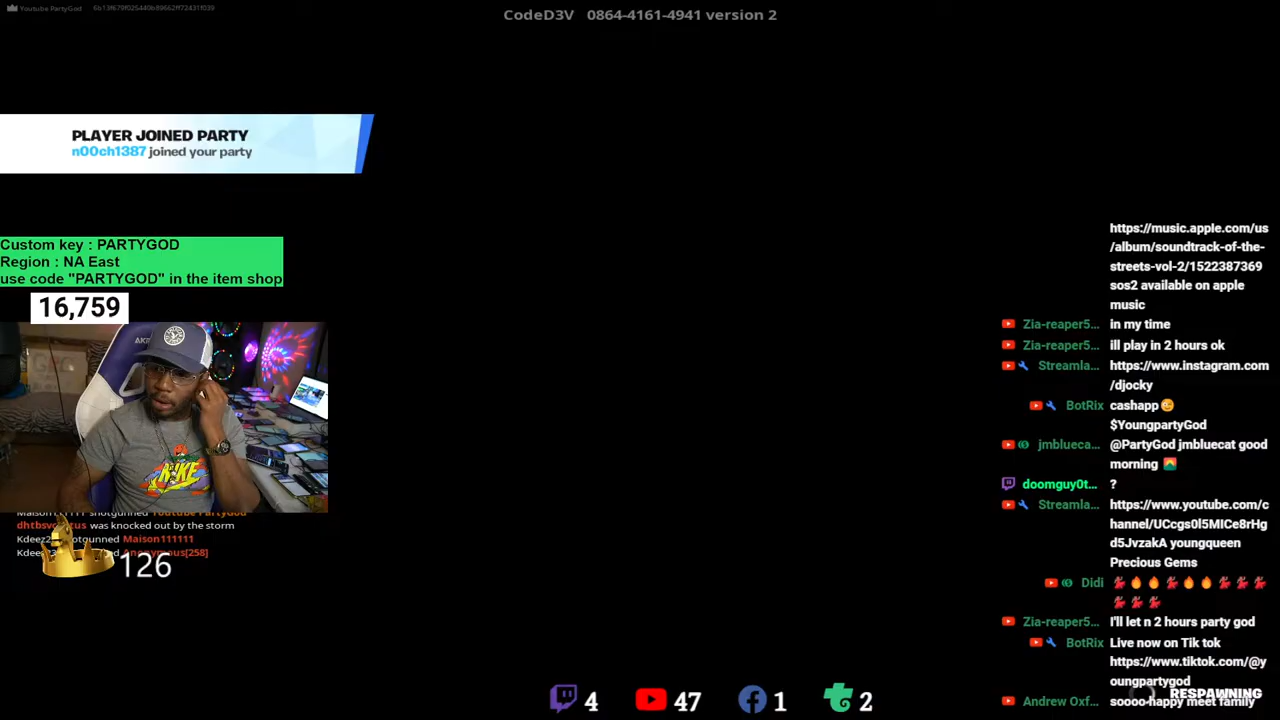 Youtube PartyGod
CodeD3V 0864-4161-4941 version 2
PLAYER JOINED PARTY
n00ch1387 joined your party
Custom key : PARTYGOD
Region : NA East
use code "PARTYGOD" in the item shop
16,759
shotgunned Youtube PartyGod
was knocked out by the storm
Maison111111
126
https://music.apple.com/us
/album/soundtrack-of-the-
streets-vol-2/1522387369
sos2 available on apple
music
Zia-reaper5... in my time
Zia-reaper5... ill play in 2 hours ok
Streamla... https://www.instagram.com
/djocky
BotRix cashapp😉
$YoungpartyGod
jmblueca... @PartyGod jmbluecat good
morning 🌄
doomguy0t... ?
Streamla... https://www.youtube.com/c
hannel/UCcgs0l5MICe8rHg
d5JvzakA youngqueen
Precious Gems
Didi 💃🔥🔥💃🔥🔥💃💃💃
💃💃💃
Zia-reaper5... I'll let n 2 hours party god
BotRix Live now on Tik tok
https://www.tiktok.com/@y
oungpartygod
Andrew Oxf... soooo happy meet family
RESPAWNING
4 47 1 2